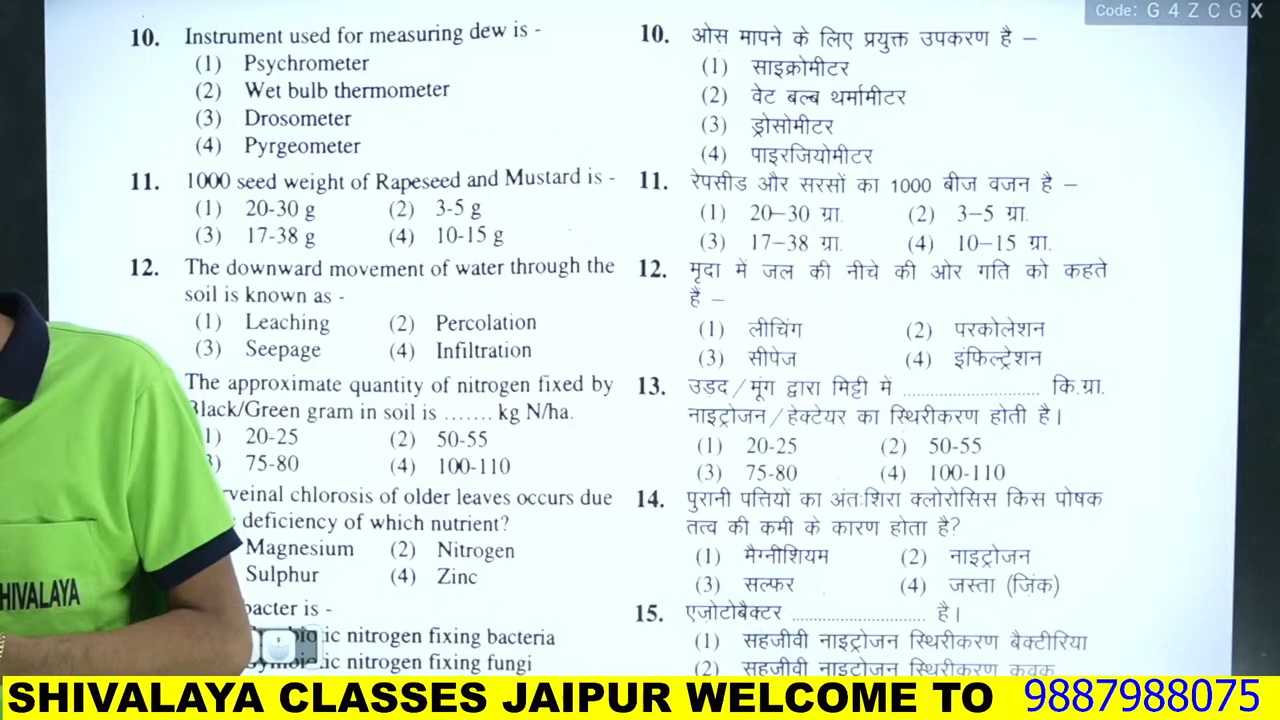 Code: G 4 Z C G X
10. Instrument used for measuring dew is -
(1) Psychrometer
(2) Wet bulb thermometer
(3) Drosometer
(4) Pyrgeometer
11. 1000 seed weight of Rapeseed and Mustard is -
(1) 20-30 g (2) 3-5 g
(3) 17-38 g (4) 10-15 g
12. The downward movement of water through the
soil is known as -
(1) Leaching (2) Percolation
(3) Seepage (4) Infiltration
The approximate quantity of nitrogen fixed by
Black/Green gram in soil is ....... kg N/ha.
1) 20-25 (2) 50-55
3) 75-80 (4) 100-110
rveinal chlorosis of older leaves occurs due
deficiency of which nutrient?
Magnesium (2) Nitrogen
Sulphur (4) Zinc
bacter is -
ic nitrogen fixing bacteria
ic nitrogen fixing fungi
10. ओस मापने के लिए प्रयुक्त उपकरण है –
(1) साइक्रोमीटर
(2) वेट बल्ब थर्मामीटर
(3) ड्रोसोमीटर
(4) पाइरजियोमीटर
11. रेपसीड और सरसों का 1000 बीज वजन है –
(1) 20–30 ग्रा. (2) 3–5 ग्रा.
(3) 17–38 ग्रा. (4) 10–15 ग्रा.
12. मृदा में जल की नीचे की ओर गति को कहते
हैं –
(1) लीचिंग (2) परकोलेशन
(3) सीपेज (4) इंफिल्ट्रेशन
13. उड़द / मूंग द्वारा मिट्टी में ............................ कि.ग्रा.
नाइट्रोजन / हेक्टेयर का स्थिरीकरण होती है।
(1) 20-25 (2) 50-55
(3) 75-80 (4) 100-110
14. पुरानी पत्तियों का अंतःशिरा क्लोरोसिस किस पोषक
तत्व की कमी के कारण होता है?
(1) मैग्नीशियम (2) नाइट्रोजन
(3) सल्फर (4) जस्ता (ज़िंक)
15. एज़ोटोबैक्टर ............................ है।
(1) सहजीवी नाइट्रोजन स्थिरीकरण बैक्टीरिया
(2) सहजीवी नाइट्रोजन स्थिरीकरण कवक
HIVALAYA
SHIVALAYA CLASSES JAIPUR WELCOME TO 9887988075